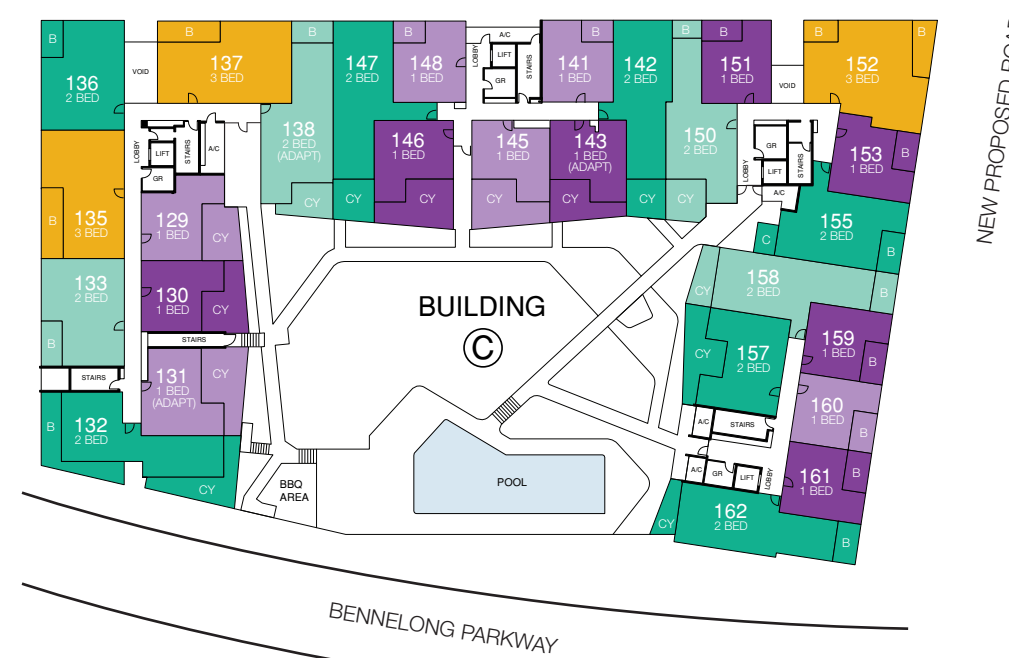 B
136
2 BED
VOID
B
137
3 BED
B
138
2 BED
(ADAPT)
CY
147
2 BED
CY
B
148
1 BED
146
1 BED
CY
A/C
LOBBY
LIFT
GR
STAIRS
B
141
1 BED
145
1 BED
CY
142
2 BED
CY
143
1 BED
(ADAPT)
CY
B
150
2 BED
CY
B
151
1 BED
VOID
B
152
3 BED
B
NEW PROPOSED ROAD
LOBBY
LIFT
GR
STAIRS
A/C
LOBBY
GR
LIFT
STAIRS
A/C
153
1 BED
B
155
2 BED
C
B
135
3 BED
B
129
1 BED
CY
133
2 BED
B
130
1 BED
CY
STAIRS
131
1 BED
(ADAPT)
CY
STAIRS
132
2 BED
B
CY
BUILDING
C
158
2 BED
CY
B
157
2 BED
CY
159
1 BED
B
160
1 BED
B
161
1 BED
B
A/C
STAIRS
A/C
GR
LIFT
LOBBY
162
2 BED
CY
B
BBQ
AREA
POOL
BENNELONG PARKWAY